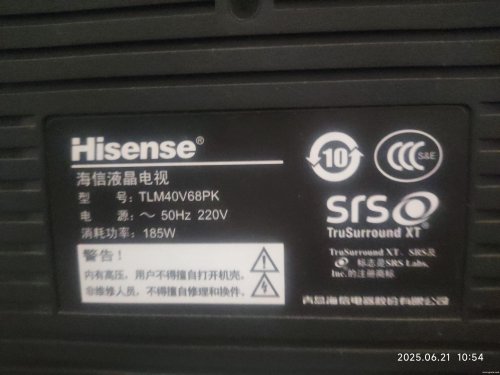 Hisense®
海信液晶电视
型 号：TLM40V68PK
电 源：～ 50Hz 220V
消耗功率：185W
警告！
内有高压，用户不得擅自打开机壳。
非维修人员，不得擅自修理和换件。
10
CCC S&E
SRS
TruSurround XT®
TruSurround XT、SRS及
标志是SRS Labs,
Inc.的注册商标
青岛海信电器股份有限公司
2025.06.21 10:54